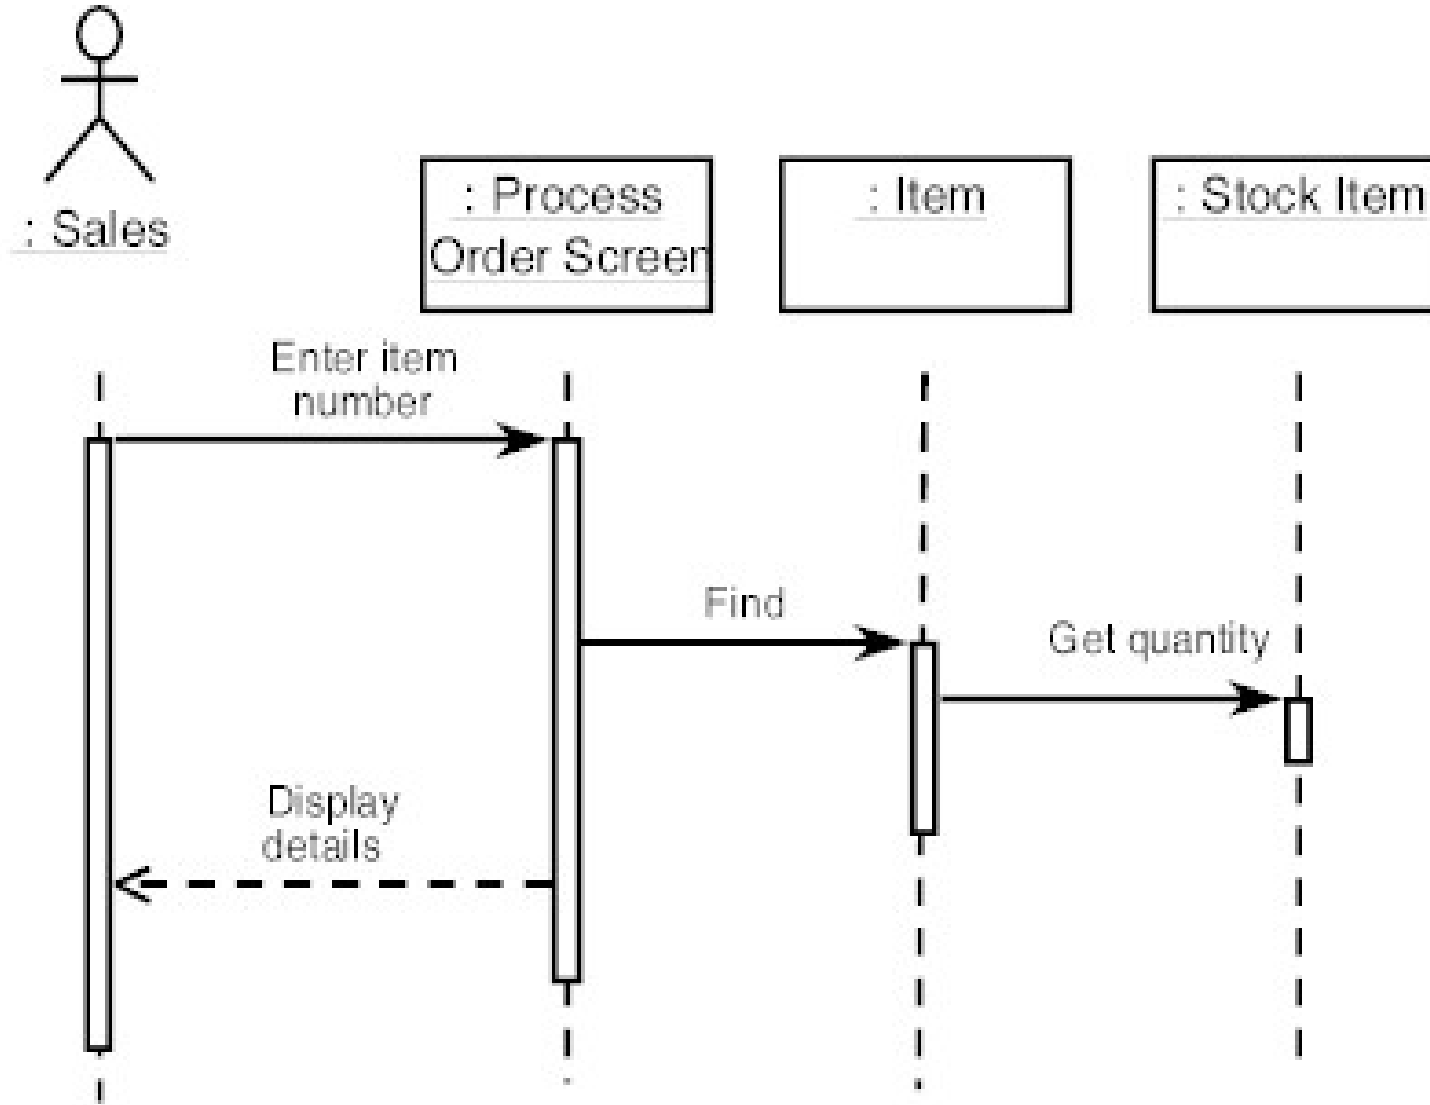 : Sales
: Process
Order Screen
: Item
: Stock Item
Enter item
number
Find
Get quantity
Display
details